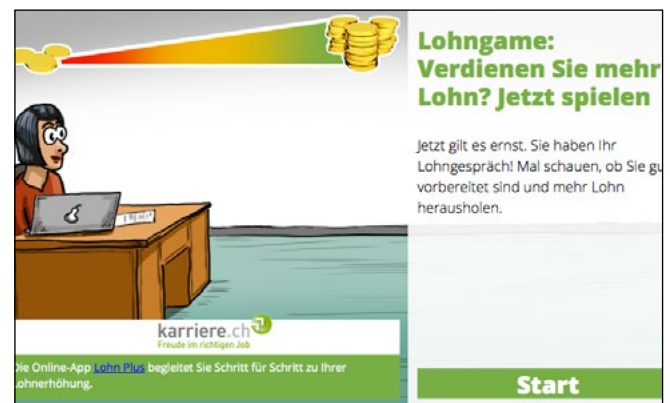 Lohngame:
Verdienen Sie mehr
Lohn? Jetzt spielen
Jetzt gilt es ernst. Sie haben Ihr
Lohngespräch! Mal schauen, ob Sie gu
vorbereitet sind und mehr Lohn
herausholen.
karriere.ch
Freude im richtigen Job
Die Online-App Lohn Plus begleitet Sie Schritt für Schritt zu Ihrer
Lohnerhöhung.
Start